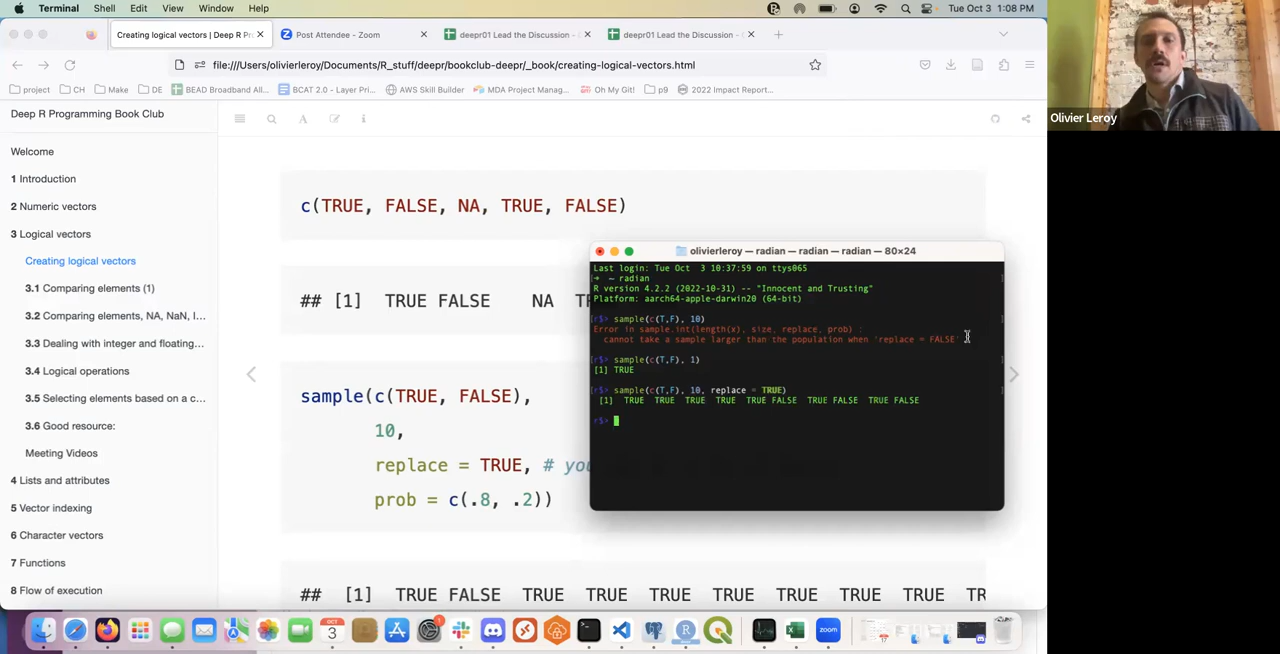 Terminal Shell Edit View Window Help Tue Oct 3 1:08 PM
Creating logical vectors | Deep R Pr Post Attendee - Zoom deepr01 Lead the Discussion - deepr01 Lead the Discussion -
file:///Users/olivierleroy/Documents/R_stuff/deepr/bookclub-deepr/_book/creating-logical-vectors.html
project CH Make DE BEAD Broadband All... BCAT 2.0 - Layer Pri... AWS Skill Builder MDA Project Manag... Oh My Git! p9 2022 Impact Report...
Olivier Leroy
Deep R Programming Book Club
Welcome
1 Introduction
2 Numeric vectors
3 Logical vectors
Creating logical vectors
3.1 Comparing elements (1)
3.2 Comparing elements, NA, NaN, I...
3.3 Dealing with integer and floating...
3.4 Logical operations
3.5 Selecting elements based on a c...
3.6 Good resource:
Meeting Videos
4 Lists and attributes
5 Vector indexing
6 Character vectors
7 Functions
8 Flow of execution
c(TRUE, FALSE, NA, TRUE, FALSE)
## [1] TRUE FALSE NA
sample(c(TRUE, FALSE),
10,
replace = TRUE, # you
prob = c(.8, .2))
## [1] TRUE FALSE TRUE TRUE TRUE TRUE TRUE TRUE TRUE TR
olivierleroy — radian — radian — radian — 80×24
Last login: Tue Oct 3 10:37:59 on ttys065
➜ ~ radian
R version 4.2.2 (2022-10-31) -- "Innocent and Trusting"
Platform: aarch64-apple-darwin20 (64-bit)
r$> sample(c(T,F), 10)
Error in sample.int(length(x), size, replace, prob) :
cannot take a sample larger than the population when 'replace = FALSE'
r$> sample(c(T,F), 1)
[1] TRUE
r$> sample(c(T,F), 10, replace = TRUE)
[1] TRUE TRUE TRUE TRUE TRUE FALSE TRUE FALSE TRUE FALSE
r$>
OCT
3
zoom